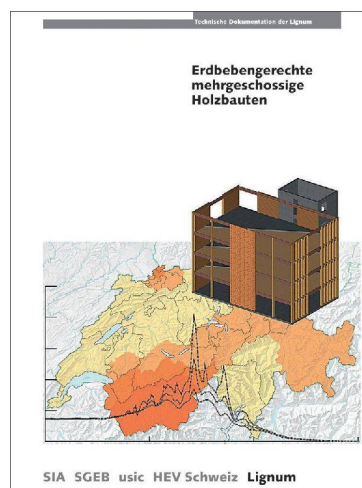 Technische Dokumentation der Lignum
Erdbebengerechte
mehrgeschossige
Holzbauten
SIA SGEB usic HEV Schweiz Lignum